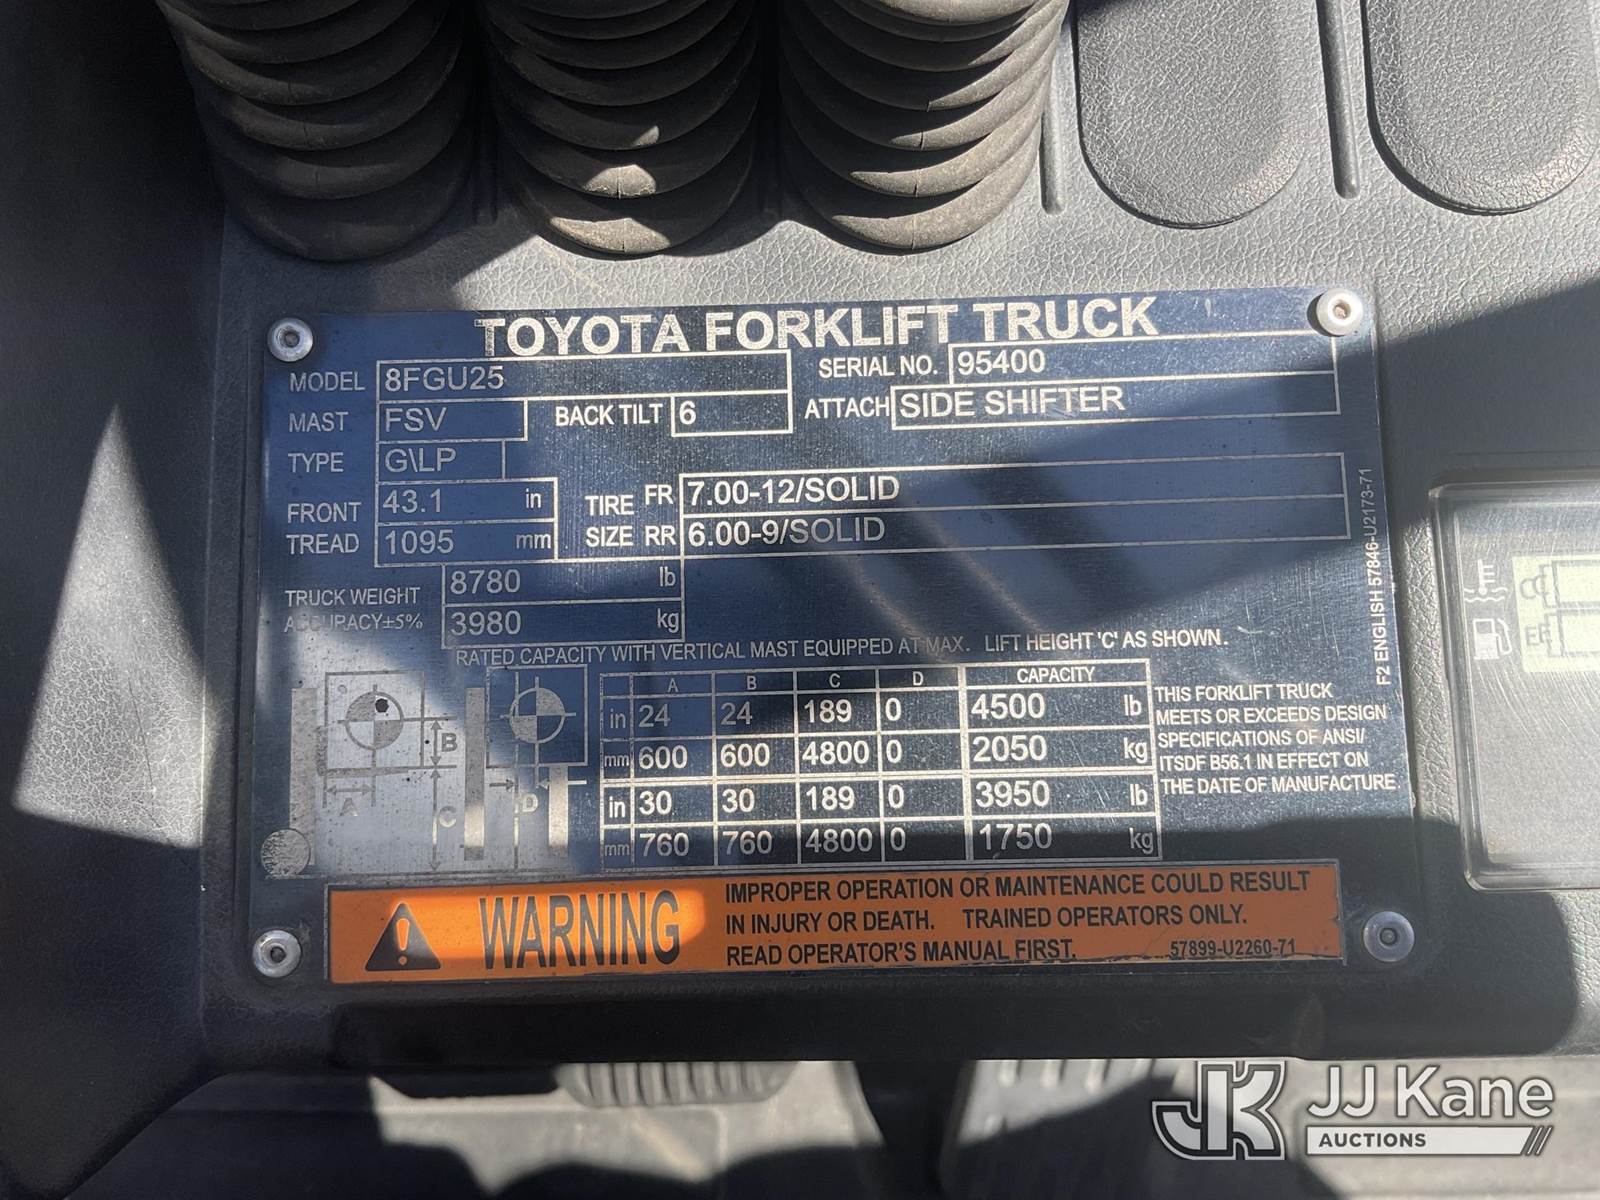 TOYOTA FORKLIFT TRUCK
MODEL 8FGU25 SERIAL NO. 95400
MAST FSV BACK TILT 6 ATTACH SIDE SHIFTER
TYPE G\LP
FRONT TREAD 43.1 in TIRE SIZE FR 7.00-12/SOLID
1095 mm RR 6.00-9/SOLID
TRUCK WEIGHT 8780 lb
ACCURACY±5% 3980 kg
RATED CAPACITY WITH VERTICAL MAST EQUIPPED AT MAX. LIFT HEIGHT 'C' AS SHOWN.
A B C D CAPACITY
in 24 24 189 0 4500 lb
mm 600 600 4800 0 2050 kg
in 30 30 189 0 3950 lb
mm 760 760 4800 0 1750 kg
A B C D
THIS FORKLIFT TRUCK
MEETS OR EXCEEDS DESIGN
SPECIFICATIONS OF ANSI/
ITSDF B56.1 IN EFFECT ON
THE DATE OF MANUFACTURE.
F2 ENGLISH 57846-U2173-71
WARNING
IMPROPER OPERATION OR MAINTENANCE COULD RESULT
IN INJURY OR DEATH. TRAINED OPERATORS ONLY.
READ OPERATOR'S MANUAL FIRST. 57899-U2260-71
JJ Kane
AUCTIONS